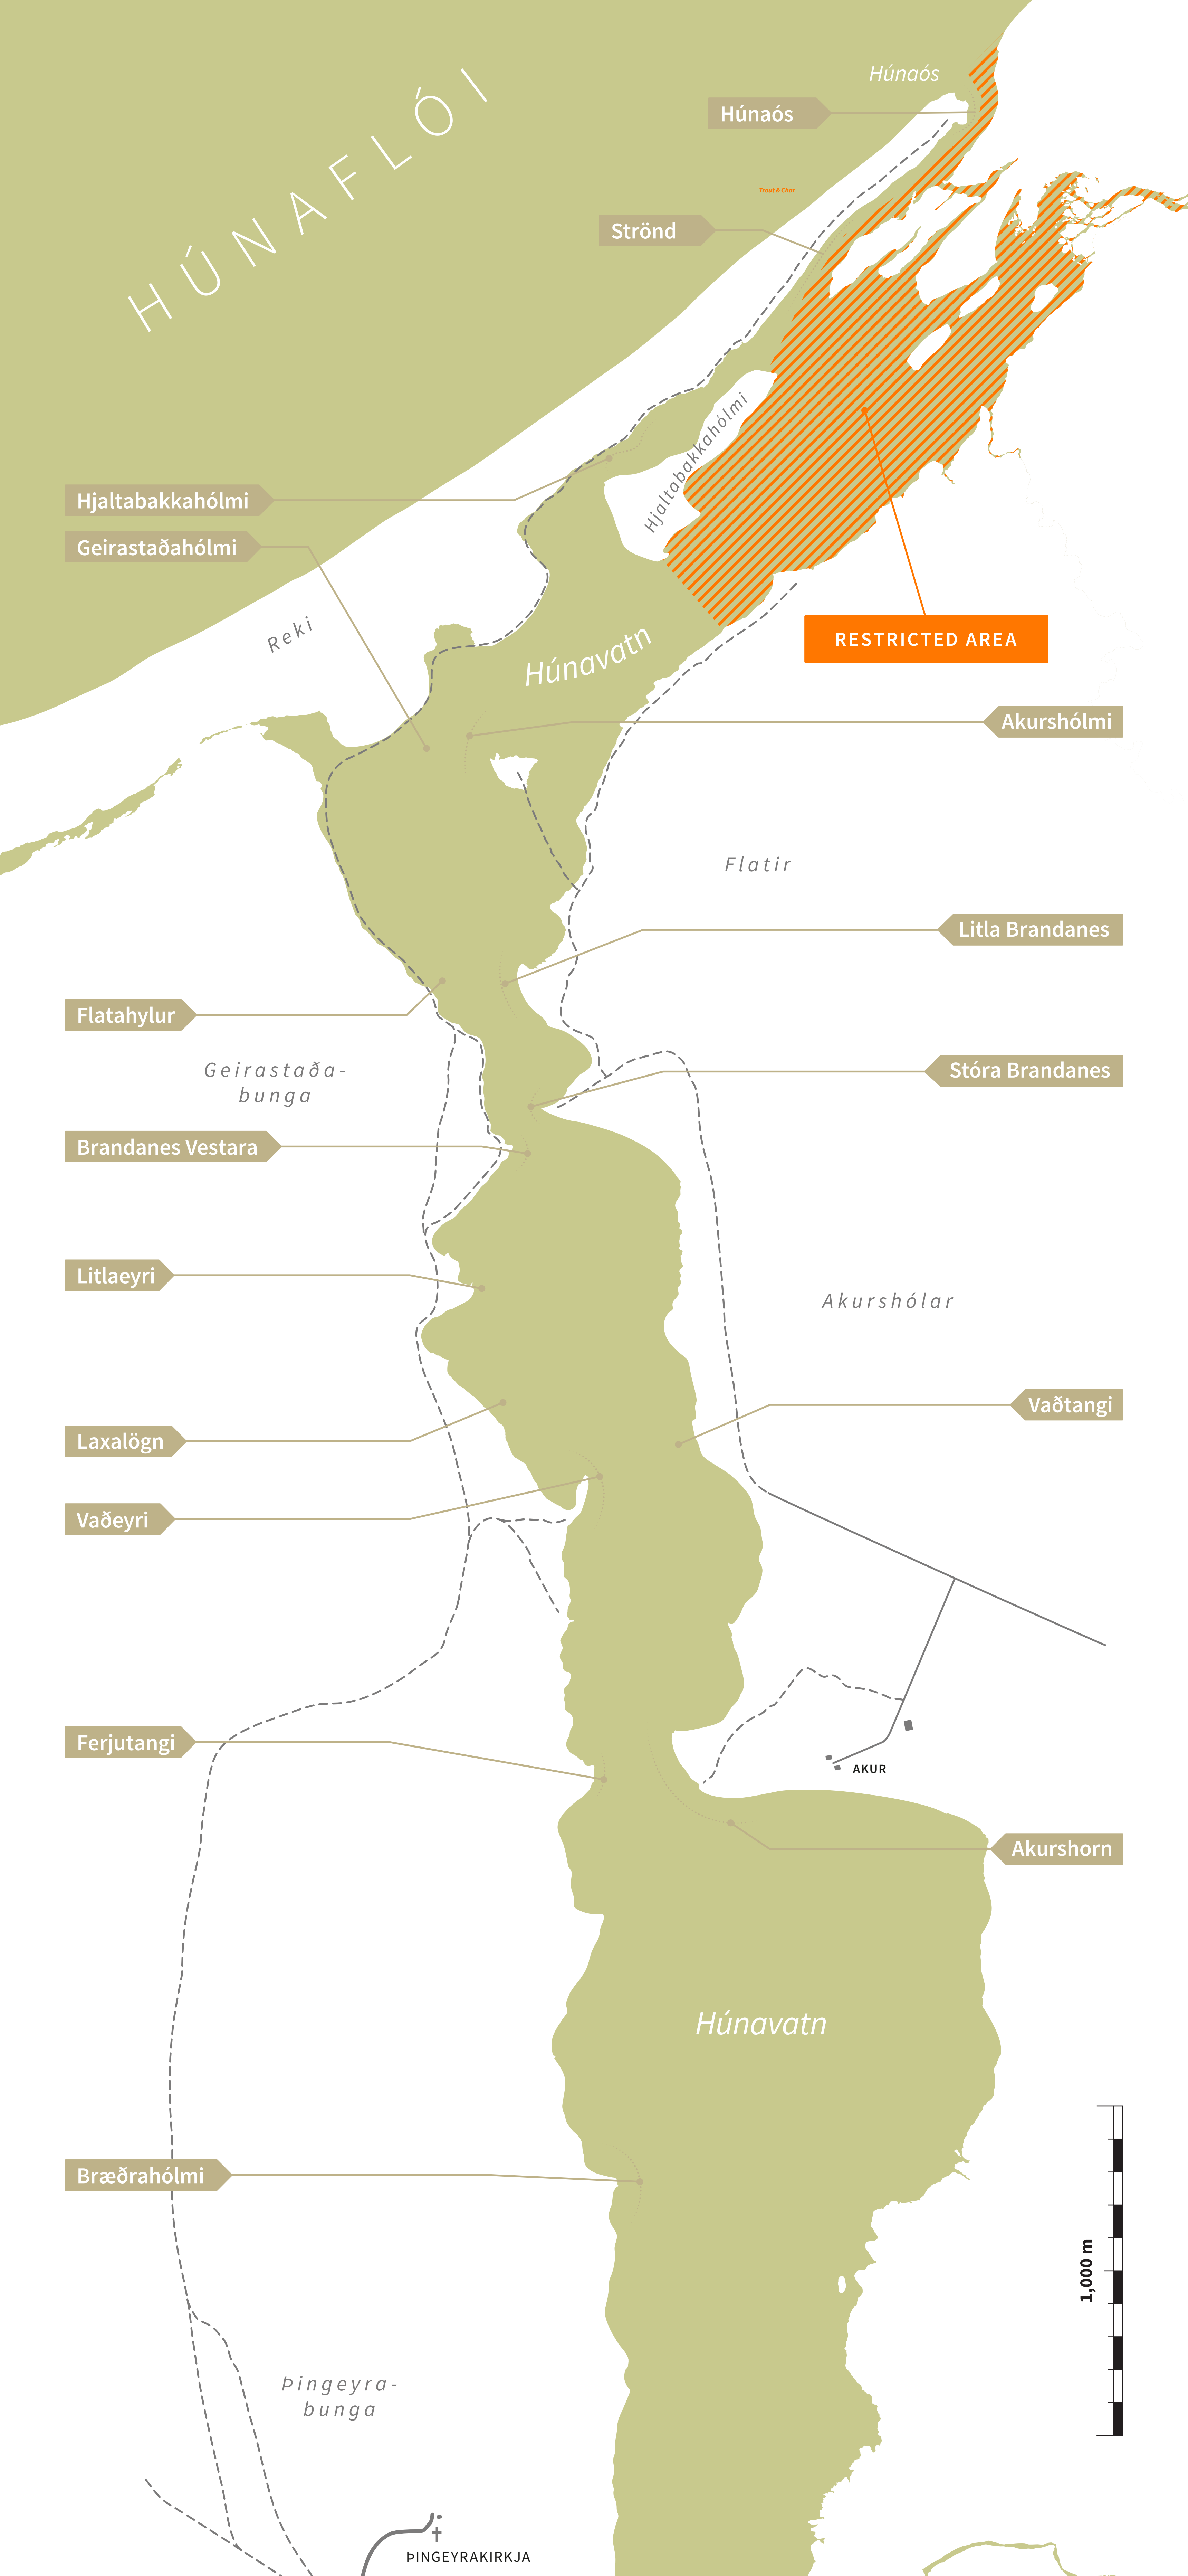 HÚNAFLÓI
Húnaós
Húnaós
Trout & Char
Strönd
Hjaltabakkahólmi
Hjaltabakkahólmi
Geirastaðahólmi
Reki
Húnavatn
RESTRICTED AREA
Akurshólmi
Flatir
Litla Brandanes
Flatahylur
Geirastaða-
bunga
Stóra Brandanes
Brandanes Vestara
Litlaeyri
Akurshólar
Vaðtangi
Laxalögn
Vaðeyri
Ferjutangi
AKUR
Akurshorn
Húnavatn
Bræðrahólmi
1,000 m
Þingeyra-
bunga
ÞINGEYRAKIRKJA